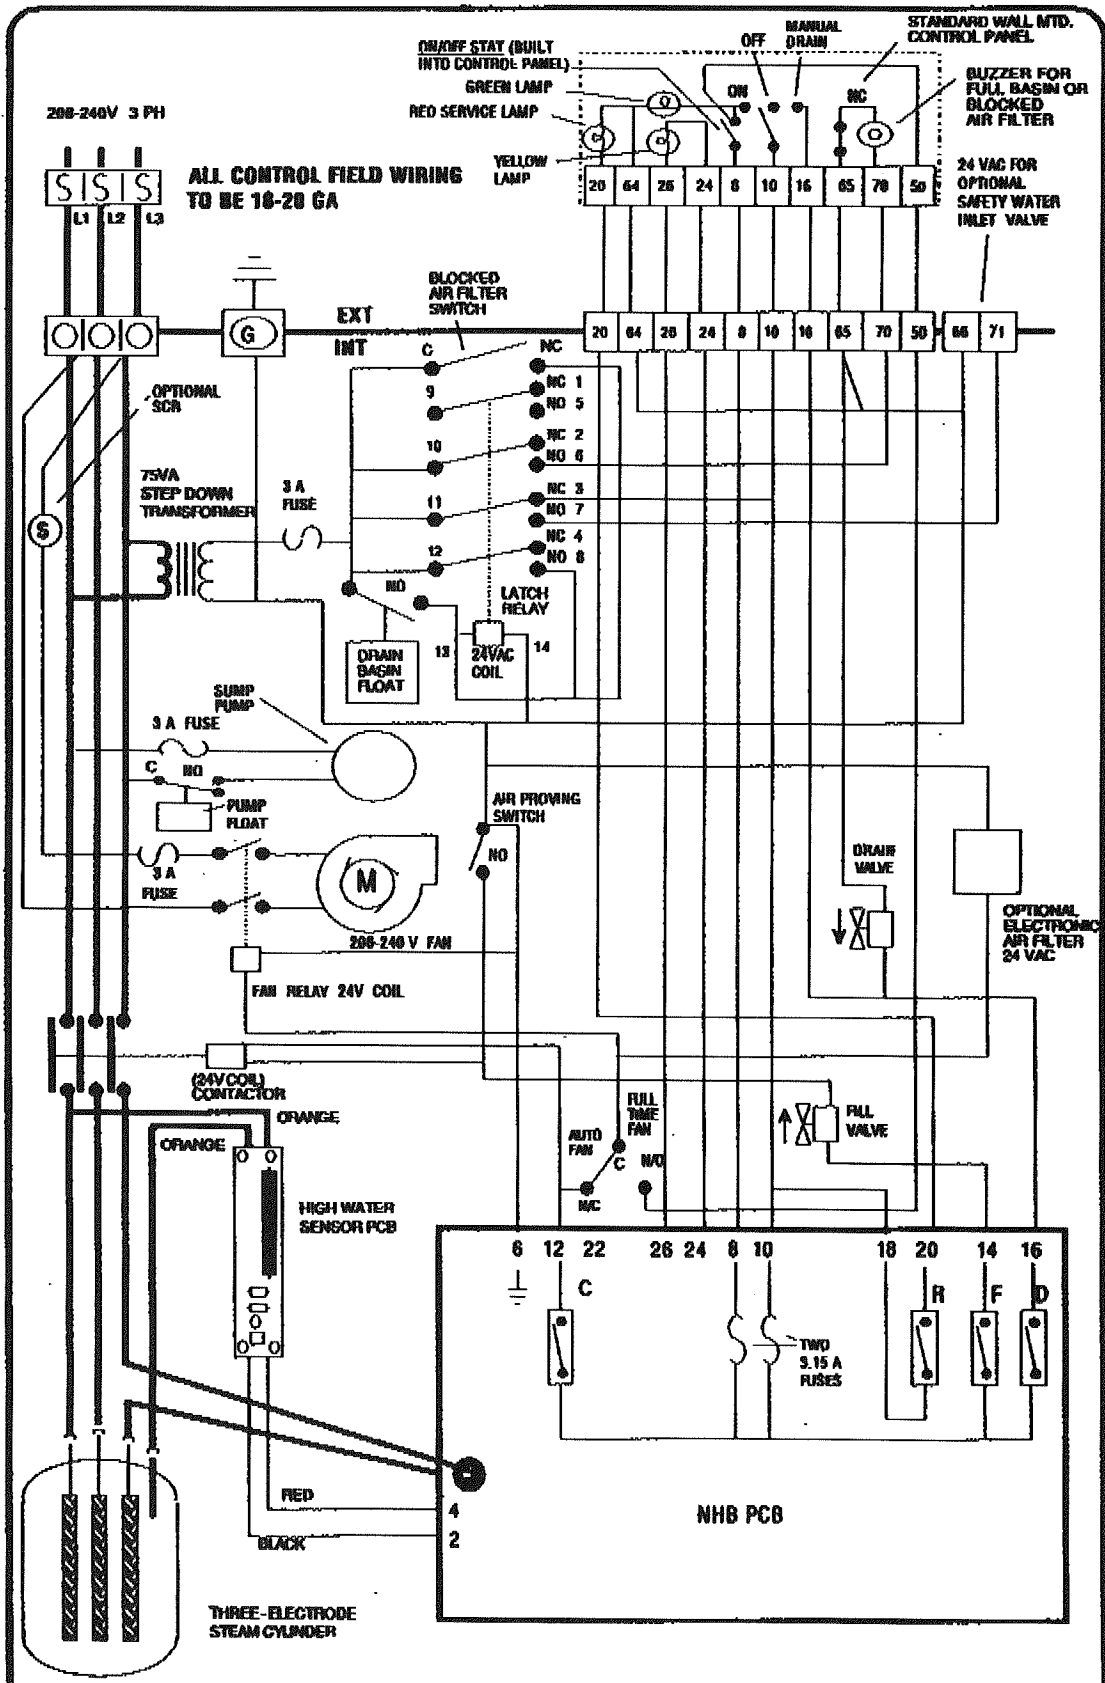 STANDARD WALL MTD.
CONTROL PANEL
MANUAL
DRAIN
OFF
ON/OFF STAT (BUILT
INTO CONTROL PANEL)
GREEN LAMP
RED SERVICE LAMP
YELLOW
LAMP
ON
NC
BUZZER FOR
FULL BASIN OR
BLOCKED
AIR FILTER
208-240V 3 PH
S S S
L1 L2 L3
ALL CONTROL FIELD WIRING
TO BE 18-20 GA
20 64 26 24 8 10 16 65 70 50
24 VAC FOR
OPTIONAL
SAFETY WATER
INLET VALVE
G
EXT
INT
BLOCKED
AIR FILTER
SWITCH
20 64 26 24 8 10 16 65 70 50 66 71
C NC
9 NC 1
NO 5
10 NC 2
NO 6
11 NC 3
NO 7
12 NC 4
NO 8
OPTIONAL
SCR
S
75VA
STEP DOWN
TRANSFORMER
3 A
FUSE
NO
LATCH
RELAY
DRAIN
BASIN
FLOAT
13
24VAC
COIL
14
SUMP
PUMP
3 A FUSE
C NO
PUMP
FLOAT
3 A
FUSE
M
208-240 V FAN
FAN RELAY 24V COIL
AIR PROVING
SWITCH
NO
DRAIN
VALVE
OPTIONAL
ELECTRONIC
AIR FILTER
24 VAC
(24V COIL)
CONTACTOR
ORANGE
ORANGE
FULL
TIME
FAN
AUTO
FAN
C
N/O
N/C
FILL
VALVE
HIGH WATER
SENSOR PCB
6 12 22 26 24 8 10 18 20 14 16
C R F D
TWO
3.15 A
FUSES
RED
4
BLACK
2
NHB PCB
THREE-ELECTRODE
STEAM CYLINDER